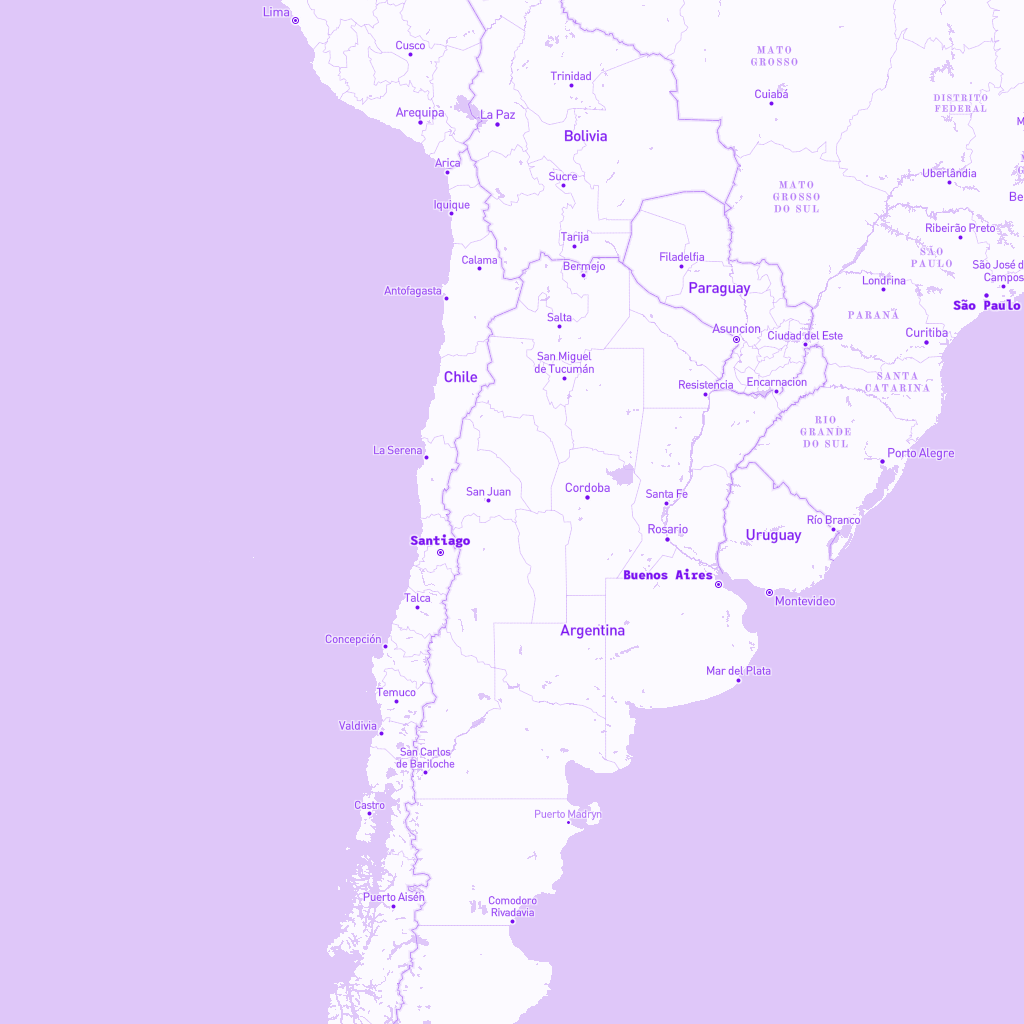 Lima
Cusco
MATO
GROSSO
Trinidad
Cuiabá
DISTRITO
FEDERAL
Arequipa
La Paz
Bolivia
Arica
Sucre
Uberlândia
MATO
GROSSO
DO SUL
Be
Iquique
Ribeirão Preto
Tarija
SÃO
PAULO
Calama
Bermejo
Filadelfia
São José d
Campos
Antofagasta
Paraguay
Londrina
São Paulo
Salta
PARANÁ
Asuncion
Ciudad del Este
Curitiba
San Miguel
de Tucumán
Chile
Resistencia
Encarnacion
SANTA
CATARINA
RIO
GRANDE
DO SUL
La Serena
Porto Alegre
San Juan
Cordoba
Santa Fe
Río Branco
Rosario
Uruguay
Santiago
Buenos Aires
Talca
Montevideo
Argentina
Concepción
Mar del Plata
Temuco
Valdivia
San Carlos
de Bariloche
Castro
Puerto Madryn
Puerto Aisén
Comodoro
Rivadavia